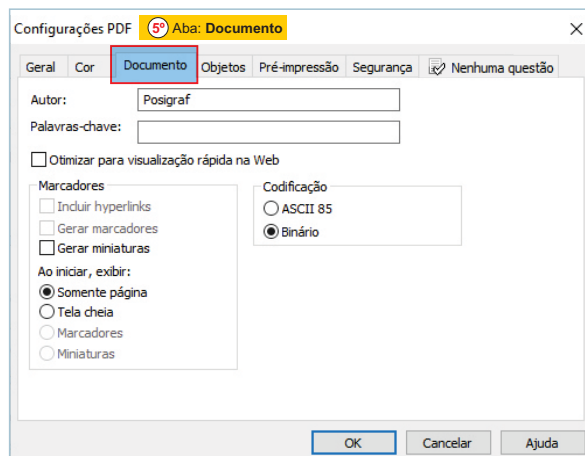 Configurações PDF 5º Aba: Documento
Geral Cor Documento Objetos Pré-impressão Segurança Nenhuma questão
Autor: Posigraf
Palavras-chave:
Otimizar para visualização rápida na Web
Marcadores
Incluir hyperlinks
Gerar marcadores
Gerar miniaturas
Ao iniciar, exibir:
Somente página
Tela cheia
Marcadores
Miniaturas
Codificação
ASCII 85
Binário
OK Cancelar Ajuda